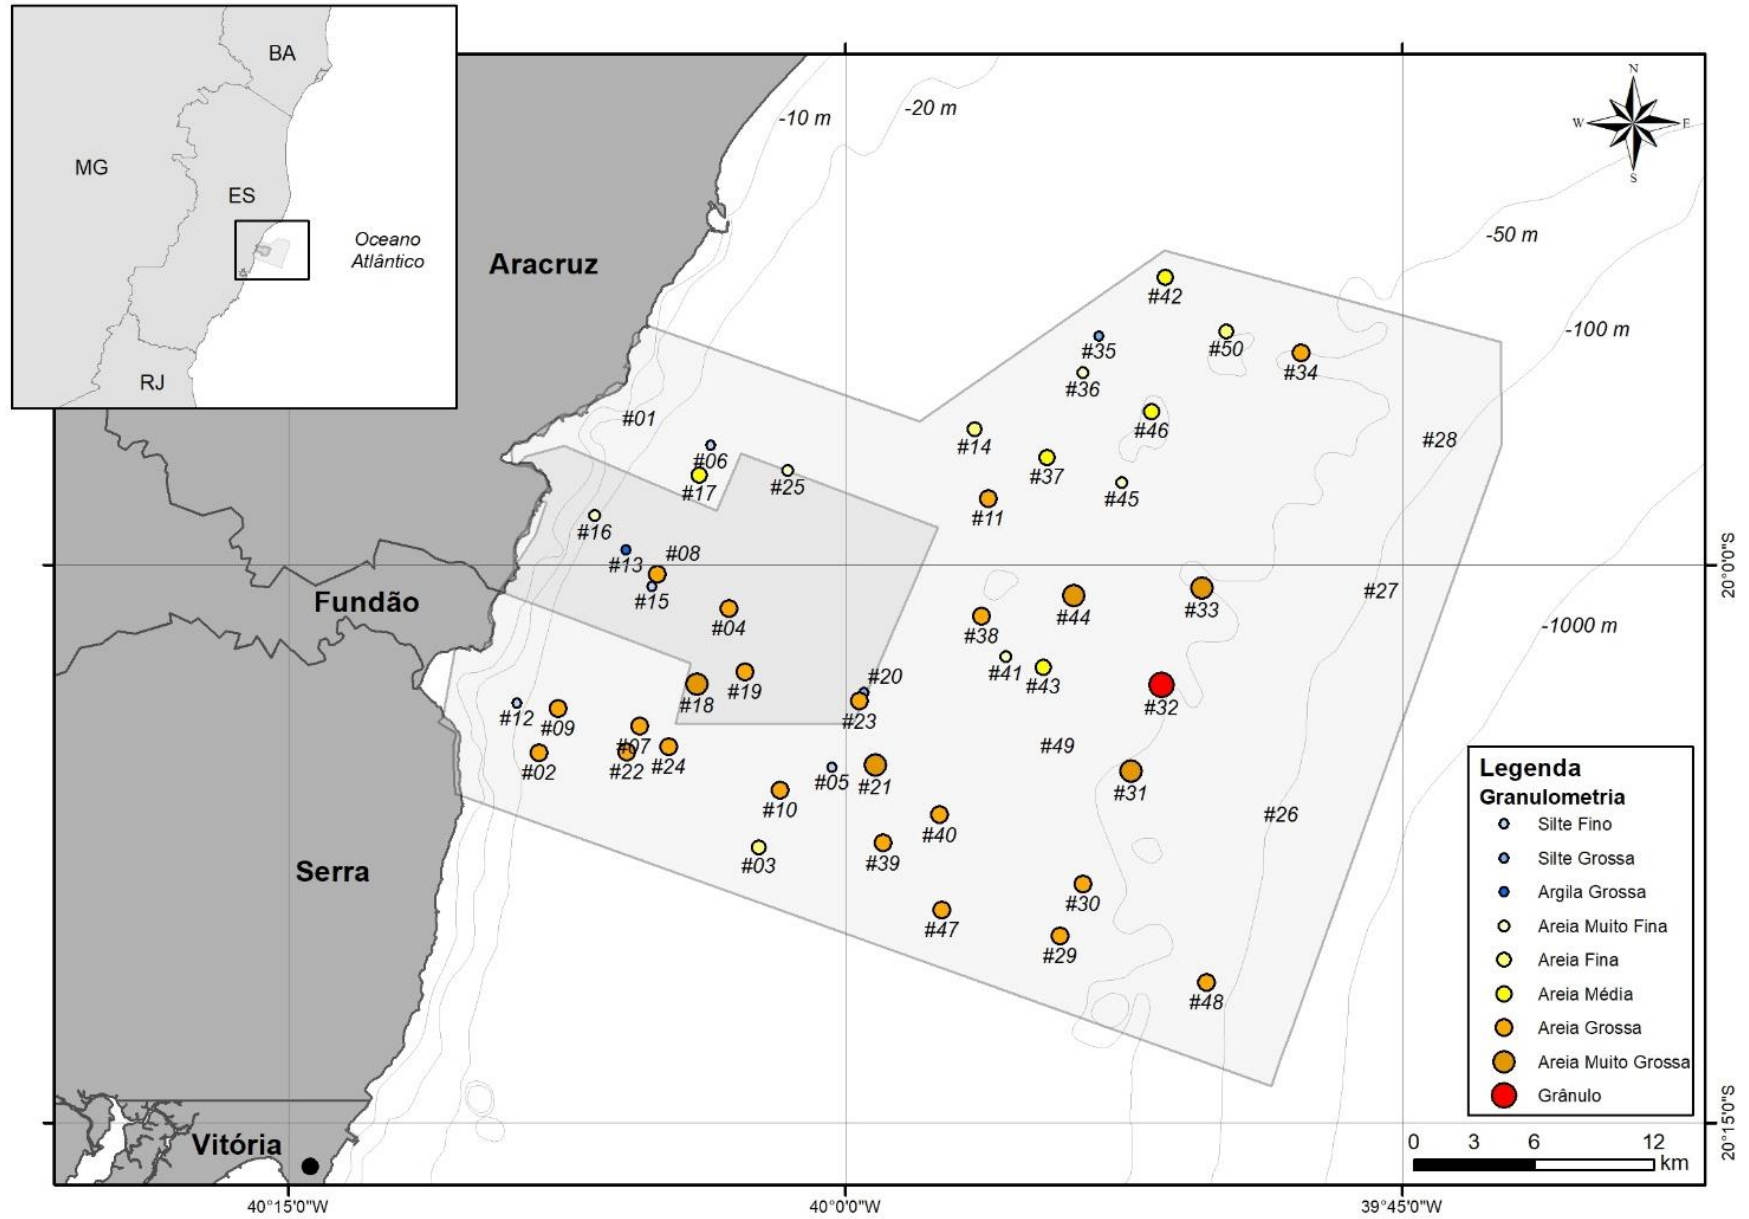 BA
MG
ES
Oceano
Atlântico
RJ
-10 m
-20 m
N
W
E
S
-50 m
-100 m
-1000 m
Aracruz
Fundão
Serra
Vitória
#42
#50
#35
#34
#36
#01
#46
#28
#14
#06
#37
#25
#17
#45
#11
#16
#08
#13
#15
#27
#33
#44
#04
#38
#41
#20
#19
#43
#18
#32
#12
#09
#23
#07
#49
#02
#22
#24
#05
#21
#31
#10
#26
#40
#03
#39
#30
#47
#29
#48
Legenda
Granulometria
Silte Fino
Silte Grossa
Argila Grossa
Areia Muito Fina
Areia Fina
Areia Média
Areia Grossa
Areia Muito Grossa
Grânulo
0 3 6 12
km
20°0'0"S
20°15'0"S
40°15'0"W
40°0'0"W
39°45'0"W